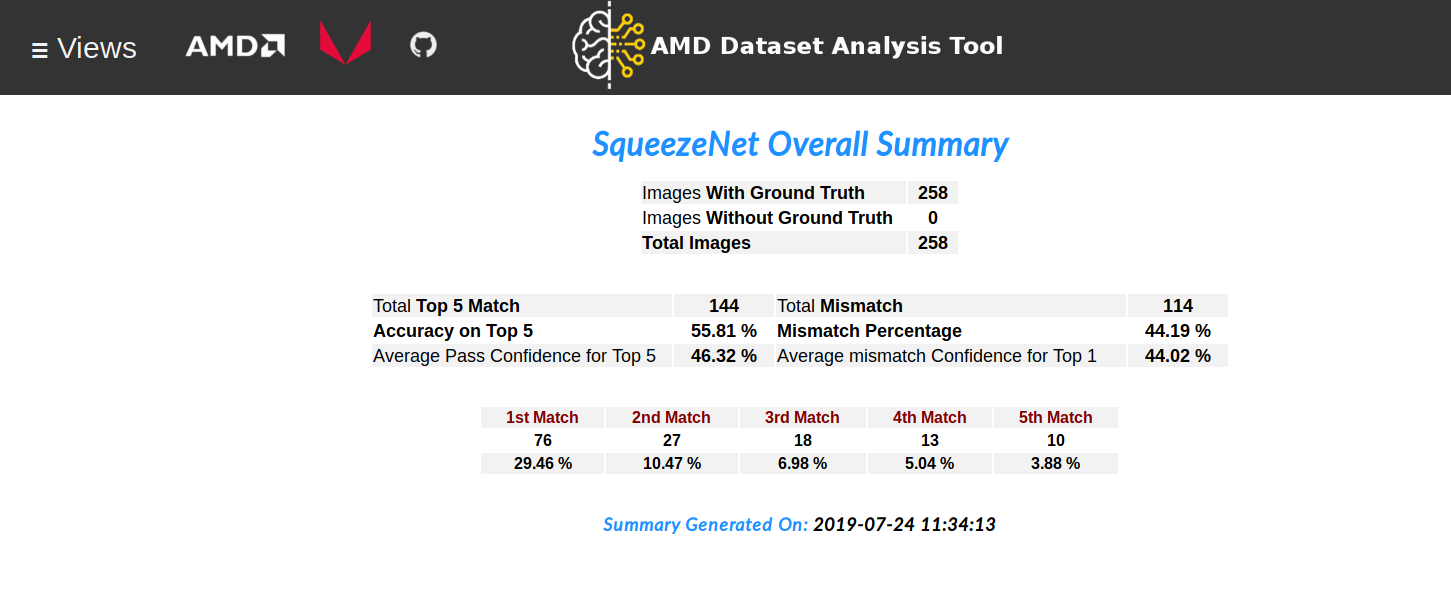 ≡ Views AMD AMD Dataset Analysis Tool
SqueezeNet Overall Summary
Images With Ground Truth 258
Images Without Ground Truth 0
Total Images 258
Total Top 5 Match 144 Total Mismatch 114
Accuracy on Top 5 55.81 % Mismatch Percentage 44.19 %
Average Pass Confidence for Top 5 46.32 % Average mismatch Confidence for Top 1 44.02 %
1st Match 2nd Match 3rd Match 4th Match 5th Match
76 27 18 13 10
29.46 % 10.47 % 6.98 % 5.04 % 3.88 %
Summary Generated On: 2019-07-24 11:34:13